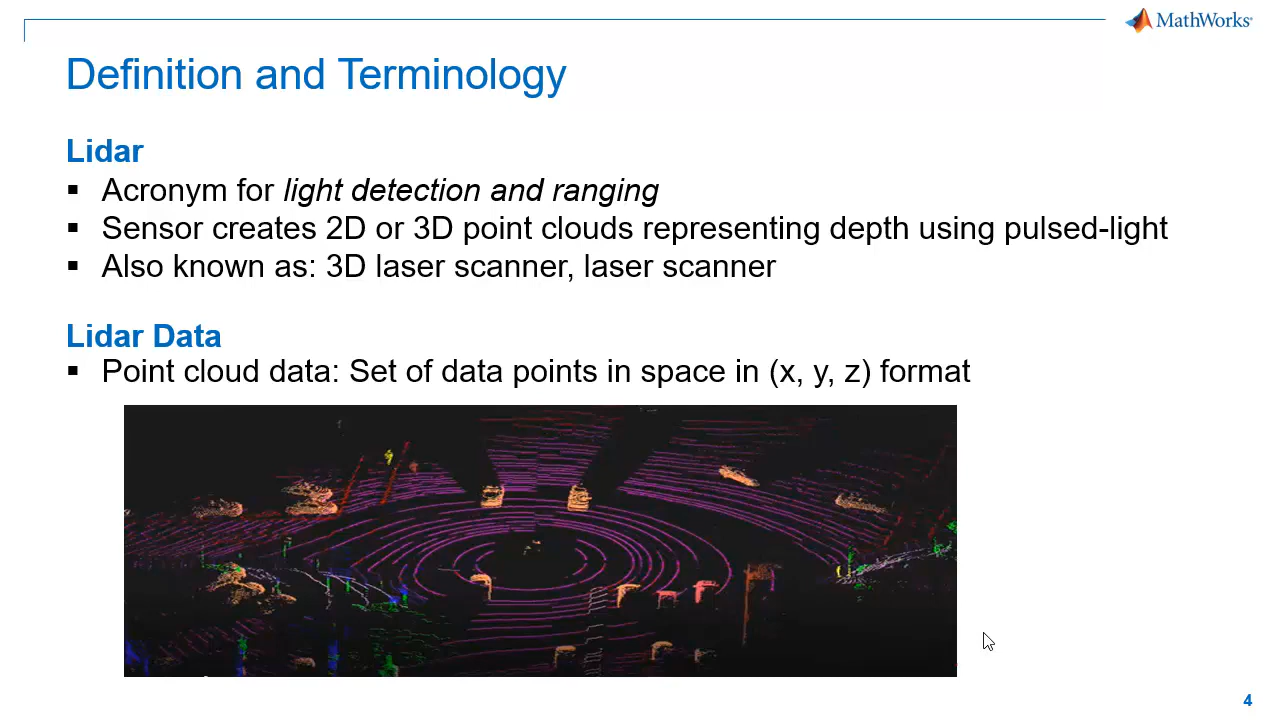 MathWorks®
Definition and Terminology
Lidar
▪ Acronym for light detection and ranging
▪ Sensor creates 2D or 3D point clouds representing depth using pulsed-light
▪ Also known as: 3D laser scanner, laser scanner
Lidar Data
▪ Point cloud data: Set of data points in space in (x, y, z) format
4